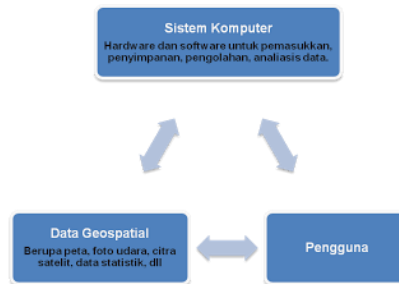 Sistem Komputer
Hardware dan software untuk pemasukkan,
penyimpanan, pengolahan, analiasis data.
Data Geospatial
Berupa peta, foto udara, citra
satelit, data statistik, dll
Pengguna